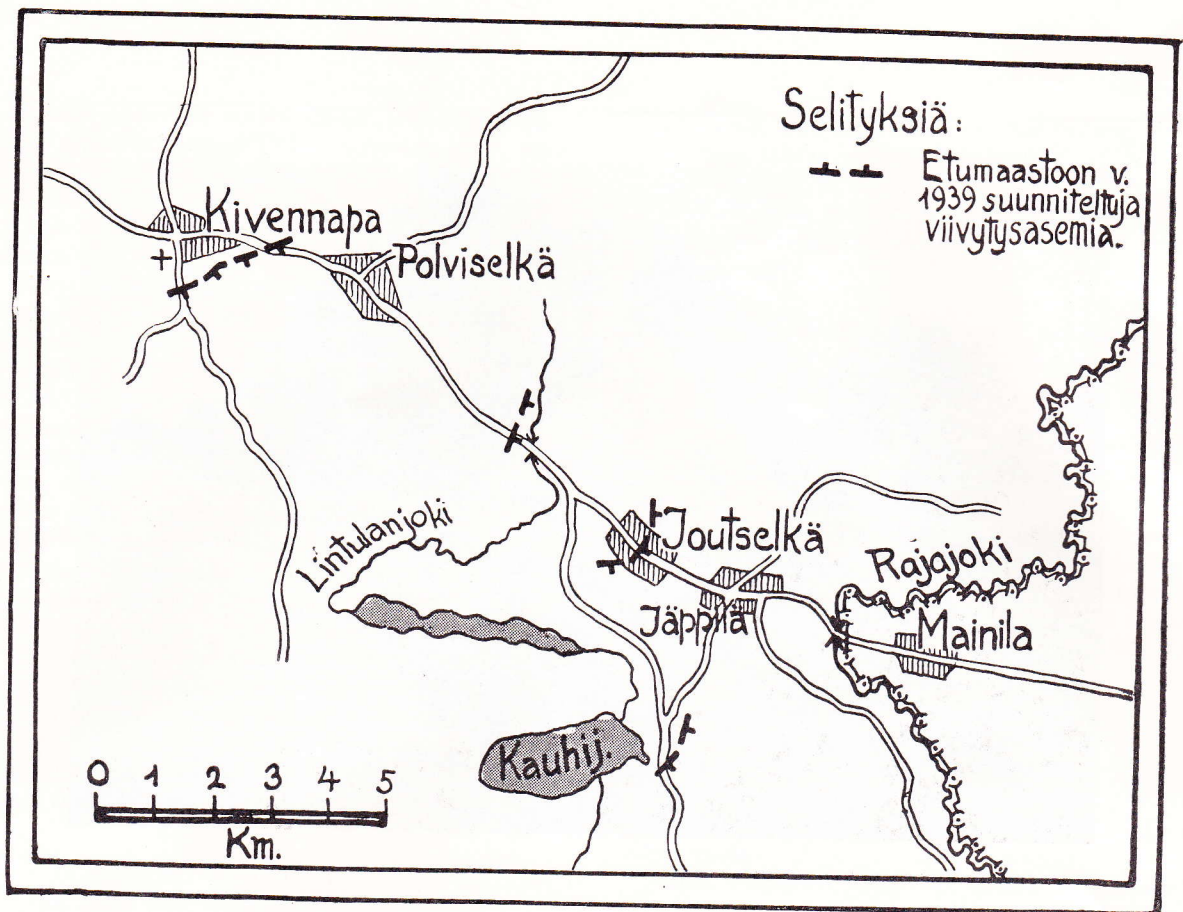 Selityksiä:
Etumaastoon v.
1939 suunniteltuja
viivytysasemia.
Kivennapa
Polviselkä
Lintulanjoki
Joutselkä
Rajajoki
Jäppilä
Mainila
Kauhij.
0 1 2 3 4 5
Km.